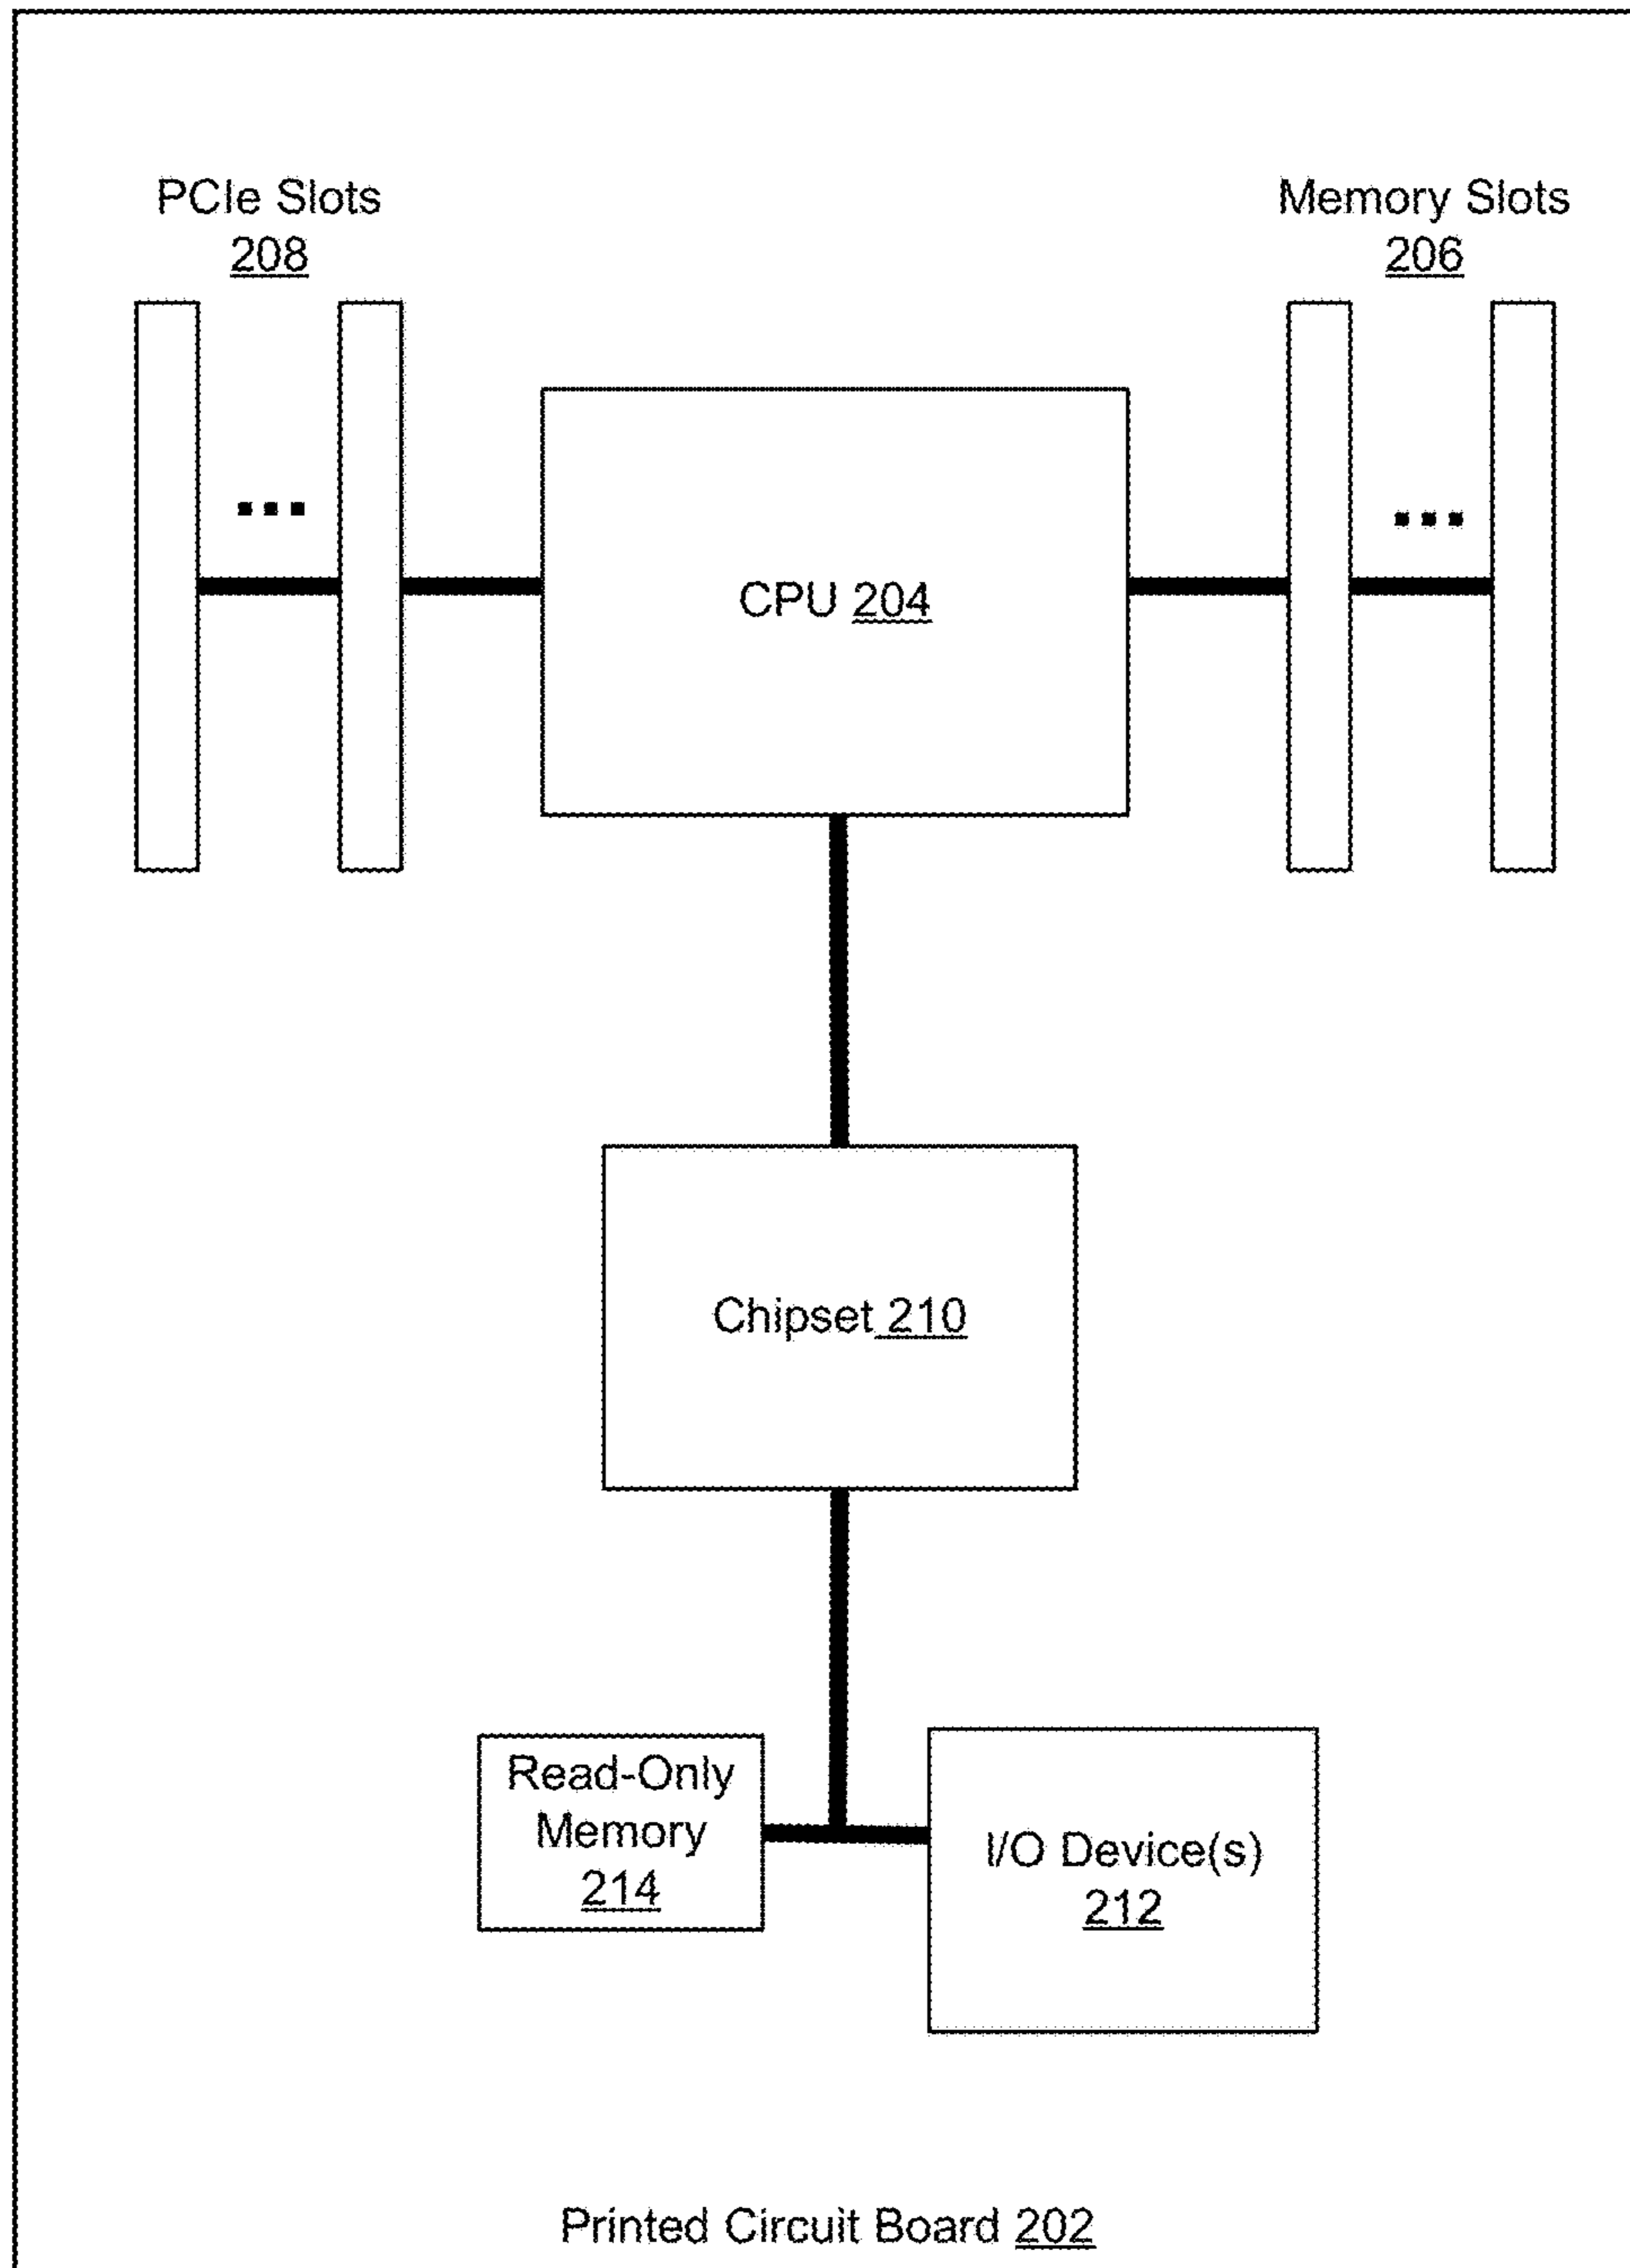 PCIe Slots
208
Memory Slots
206
...
...
CPU 204
Chipset 210
Read-Only
Memory
214
I/O Device(s)
212
Printed Circuit Board 202